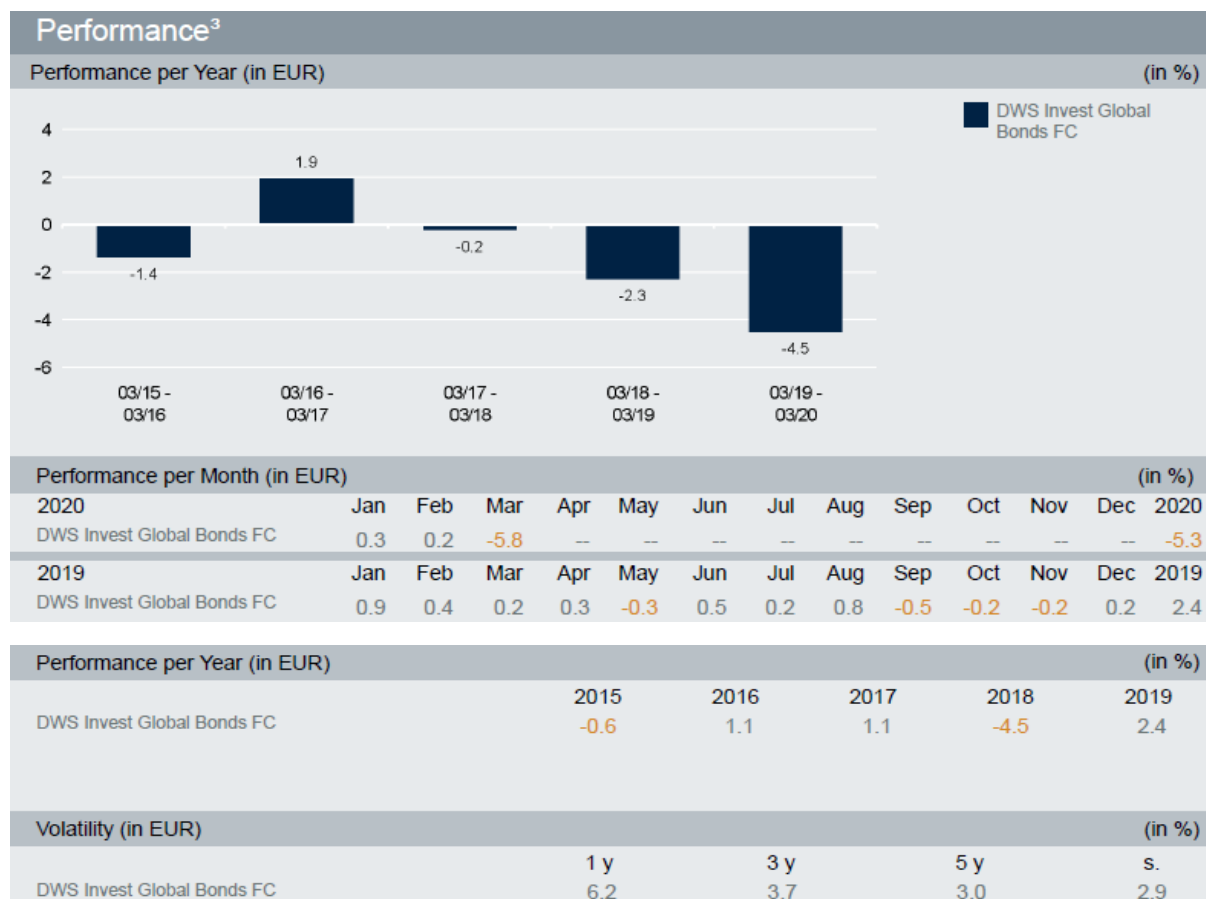 Performance³
Performance per Year (in EUR) (in %)
DWS Invest Global
Bonds FC
4
2
0
-2
-4
-6
-1.4
1.9
-0.2
-2.3
-4.5
03/15 - 03/16 - 03/17 - 03/18 - 03/19 -
03/16 03/17 03/18 03/19 03/20
Performance per Month (in EUR) (in %)
2020 Jan Feb Mar Apr May Jun Jul Aug Sep Oct Nov Dec 2020
DWS Invest Global Bonds FC 0.3 0.2 -5.8 -- -- -- -- -- -- -- -- -- -5.3
2019 Jan Feb Mar Apr May Jun Jul Aug Sep Oct Nov Dec 2019
DWS Invest Global Bonds FC 0.9 0.4 0.2 0.3 -0.3 0.5 0.2 0.8 -0.5 -0.2 -0.2 0.2 2.4
Performance per Year (in EUR) (in %)
2015 2016 2017 2018 2019
DWS Invest Global Bonds FC -0.6 1.1 1.1 -4.5 2.4
Volatility (in EUR) (in %)
1 y 3 y 5 y s.
DWS Invest Global Bonds FC 6.2 3.7 3.0 2.9